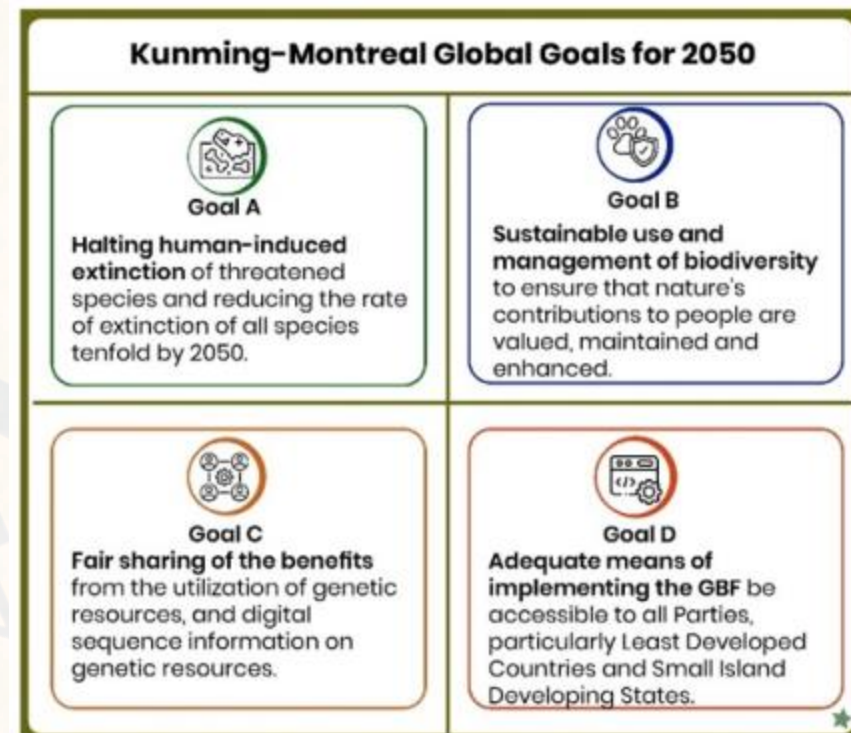 Kunming-Montreal Global Goals for 2050
Goal A
Halting human-induced
extinction of threatened
species and reducing the rate
of extinction of all species
tenfold by 2050.
Goal B
Sustainable use and
management of biodiversity
to ensure that nature's
contributions to people are
valued, maintained and
enhanced.
Goal C
Fair sharing of the benefits
from the utilization of genetic
resources, and digital
sequence information on
genetic resources.
Goal D
Adequate means of
implementing the GBF be
accessible to all Parties,
particularly Least Developed
Countries and Small Island
Developing States.